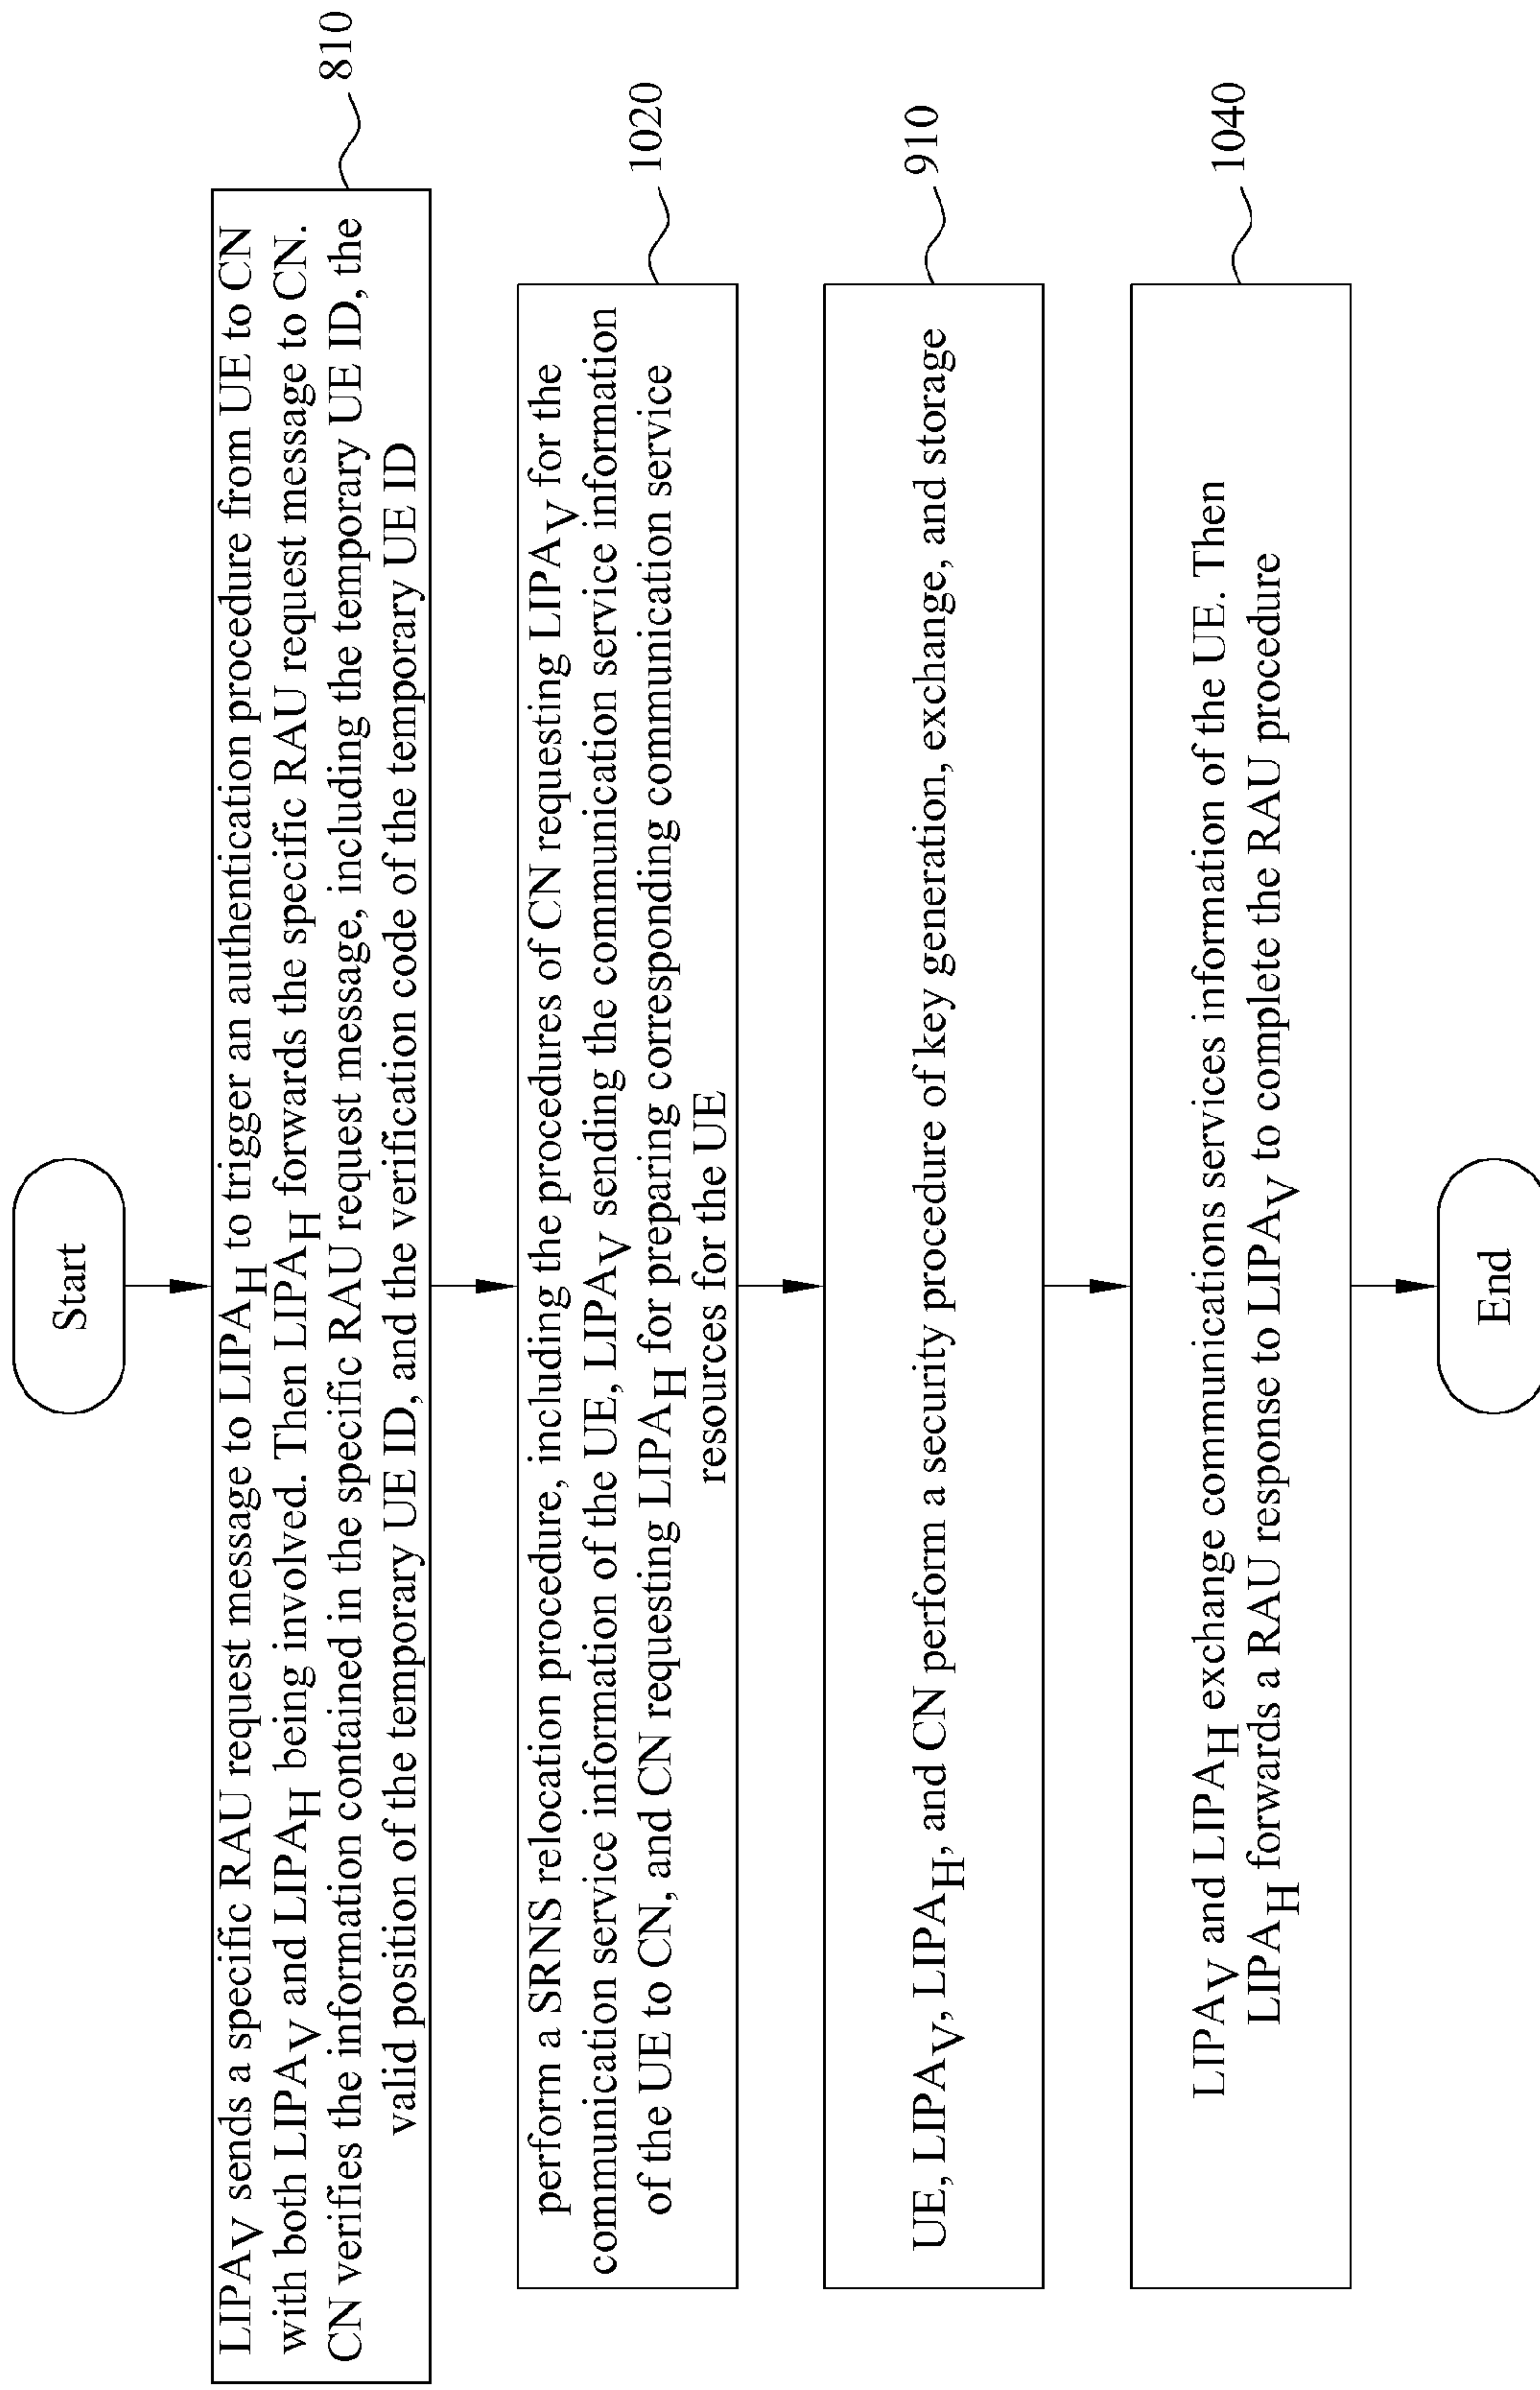 Start
LIPAV sends a specific RAU request message to LIPAH to trigger an authentication procedure from UE to CN
with both LIPAV and LIPAH being involved. Then LIPAH forwards the specific RAU request message to CN.
CN verifies the information contained in the specific RAU request message, including the temporary UE ID, the
valid position of the temporary UE ID, and the verification code of the temporary UE ID
810
perform a SRNS relocation procedure, including the procedures of CN requesting LIPAV for the
communication service information of the UE, LIPAV sending the communication service information
of the UE to CN, and CN requesting LIPAH for preparing corresponding communication service
resources for the UE
1020
UE, LIPAV, LIPAH, and CN perform a security procedure of key generation, exchange, and storage
910
LIPAV and LIPAH exchange communications services information of the UE. Then
LIPAH forwards a RAU response to LIPAV to complete the RAU procedure
1040
End